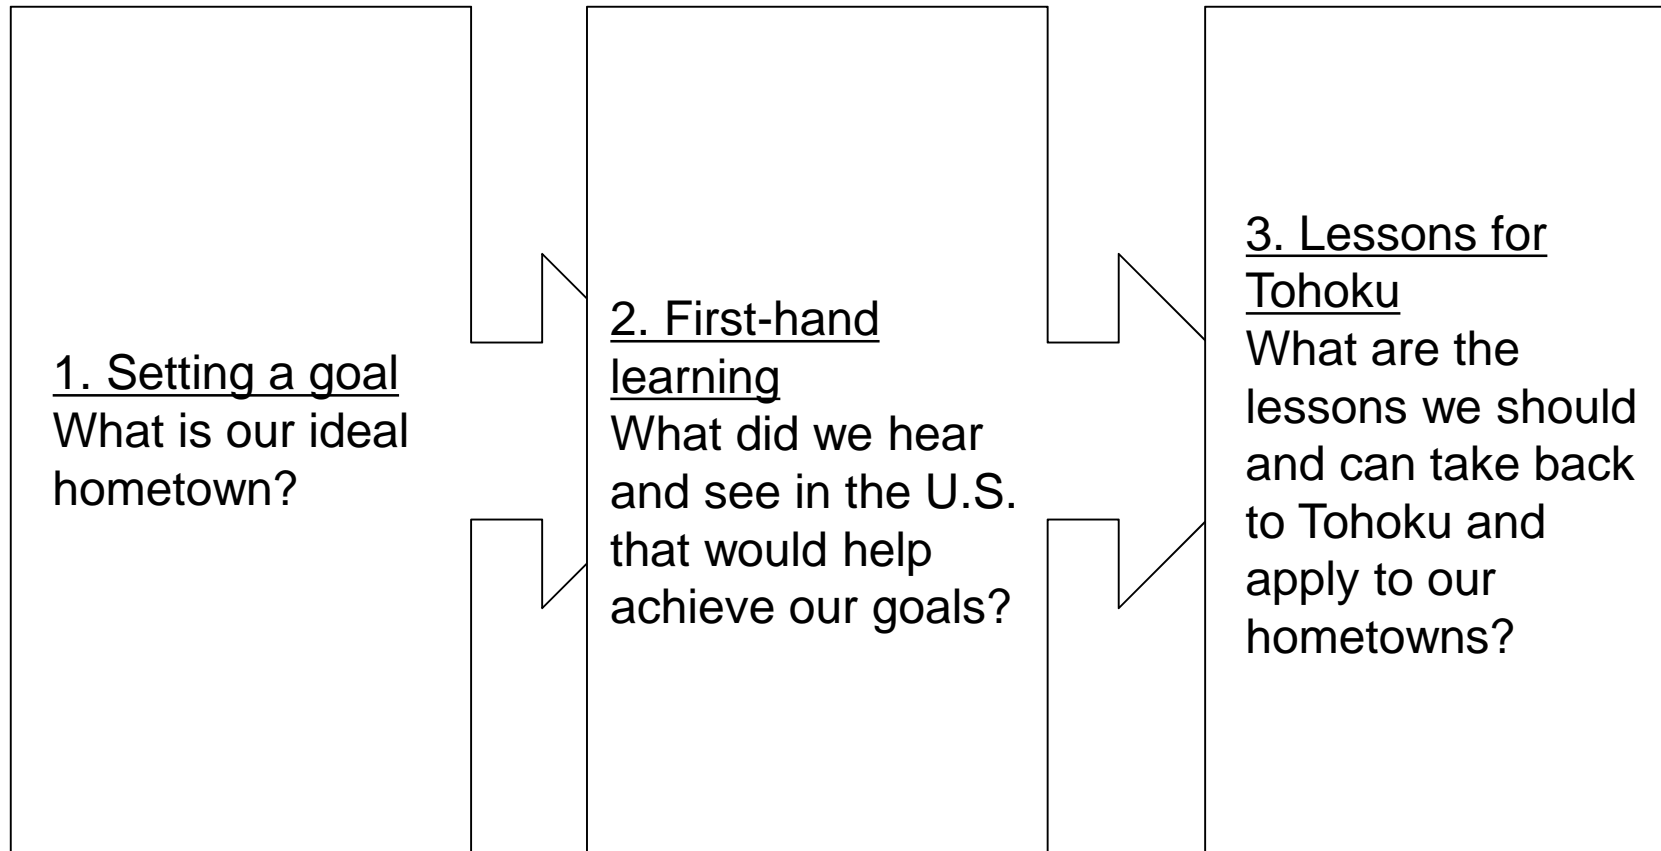 1. Setting a goal
What is our ideal
hometown?
2. First-hand
learning
What did we hear
and see in the U.S.
that would help
achieve our goals?
3. Lessons for
Tohoku
What are the
lessons we should
and can take back
to Tohoku and
apply to our
hometowns?